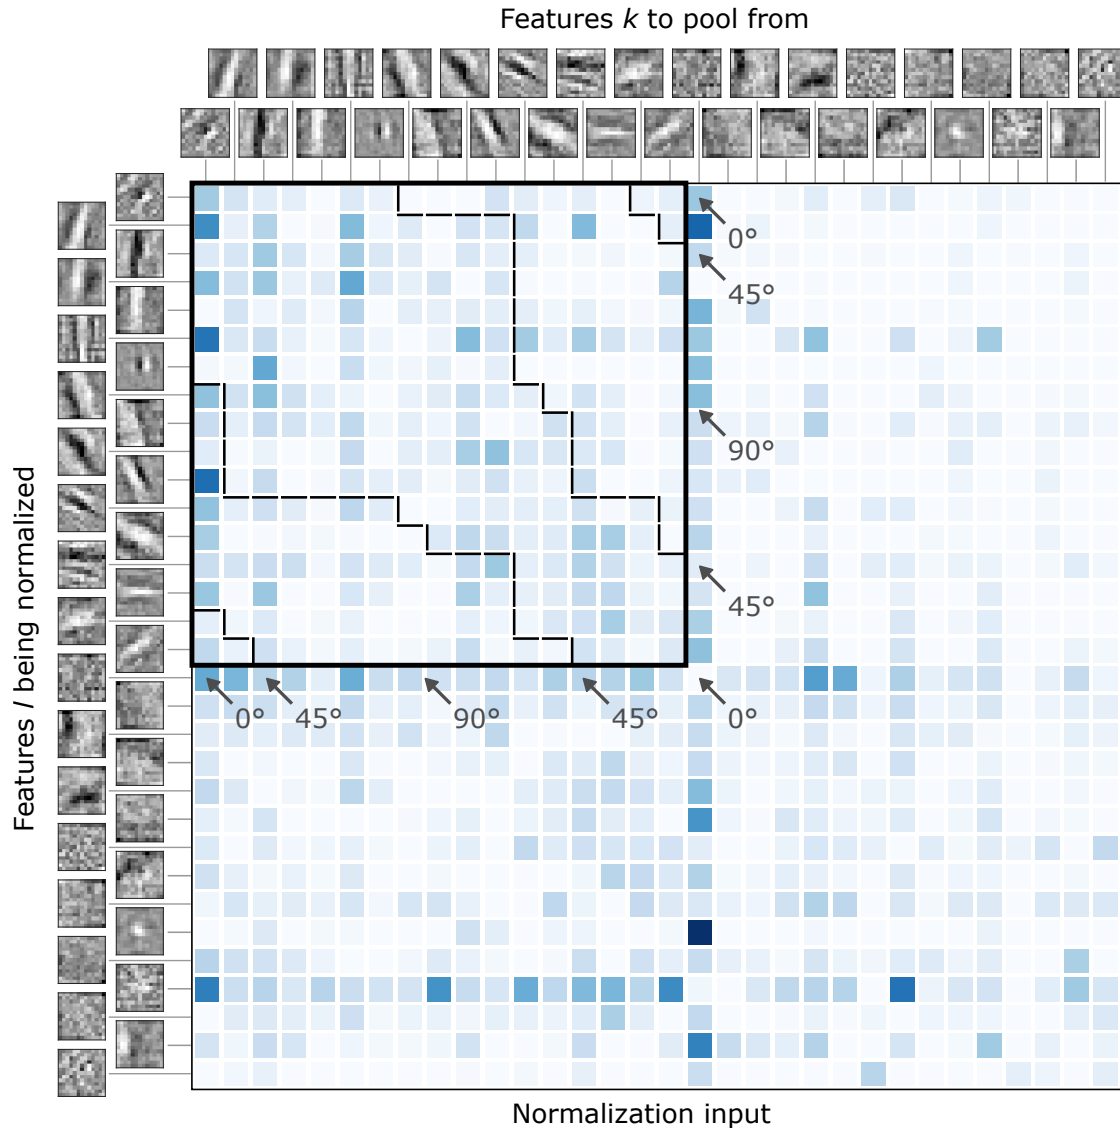 Features k to pool from
0°
45°
90°
45°
0° 45° 90° 45° 0°
Features l being normalized
Normalization input